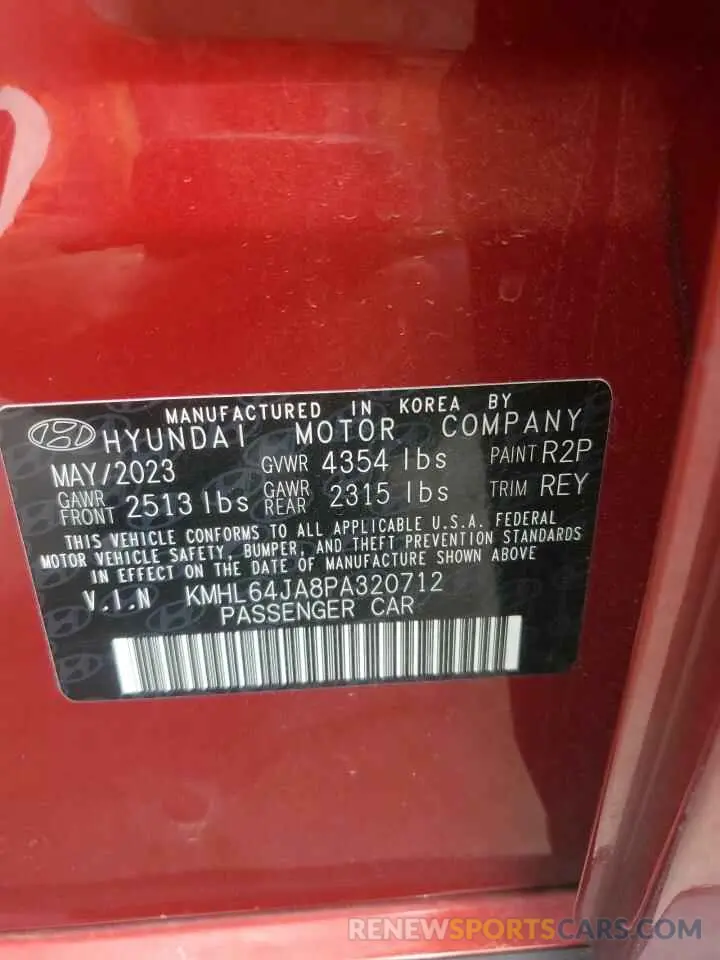 MANUFACTURED IN KOREA BY
HYUNDAI MOTOR COMPANY
MAY/2023 GVWR 4354 lbs PAINT R2P
GAWR FRONT 2513 lbs GAWR REAR 2315 lbs TRIM REY
THIS VEHICLE CONFORMS TO ALL APPLICABLE U.S.A. FEDERAL
MOTOR VEHICLE SAFETY, BUMPER, AND THEFT PREVENTION STANDARDS
IN EFFECT ON THE DATE OF MANUFACTURE SHOWN ABOVE
V.I.N KMHL64JA8PA320712
PASSENGER CAR
RENEWSPORTSCARS.COM